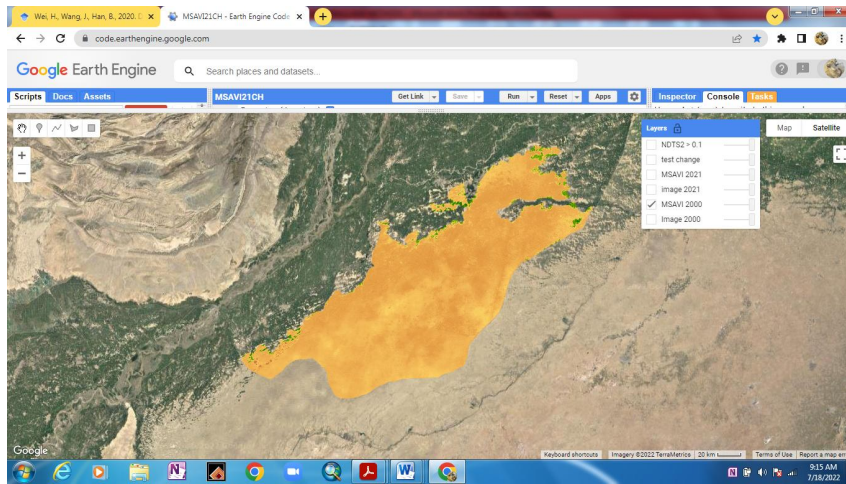 Wei, H., Wang, J., Han, B., 2020.
MSAVI21CH - Earth Engine Code
code.earthengine.google.com
Google Earth Engine
Search places and datasets...
Scripts Docs Assets
MSAVI21CH
Get Link Save Run Reset Apps
Inspector Console Tasks
Layers
Map Satellite
NDTS2 > 0.1
test change
MSAVI 2021
image 2021
MSAVI 2000
Image 2000
Google
Keyboard shortcuts Imagery ©2022 TerraMetrics 20 km Terms of Use Report a map err
9:15 AM
7/18/2022